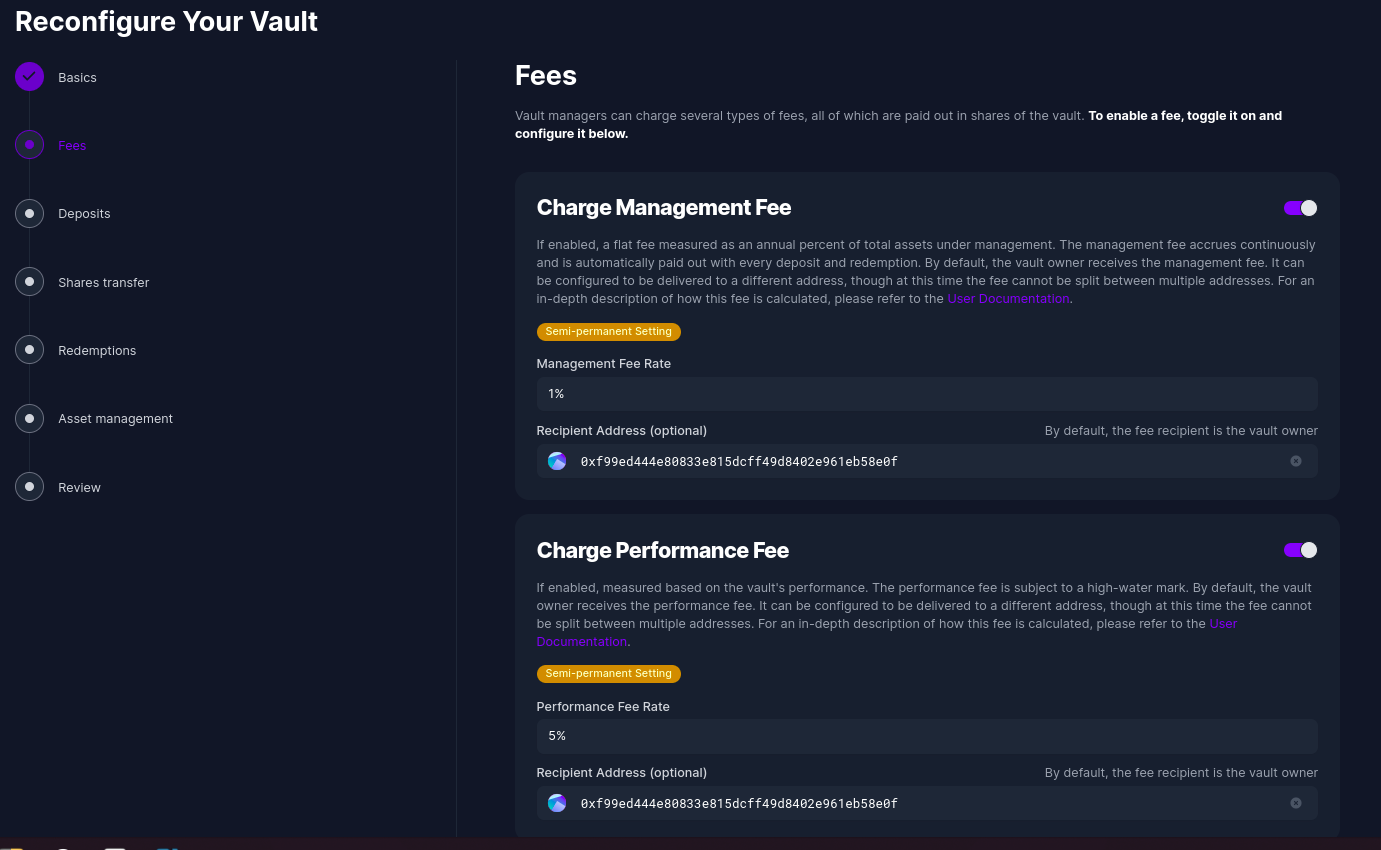 Reconfigure Your Vault
Basics
Fees
Deposits
Shares transfer
Redemptions
Asset management
Review
Fees
Vault managers can charge several types of fees, all of which are paid out in shares of the vault. To enable a fee, toggle it on and
configure it below.
Charge Management Fee
If enabled, a flat fee measured as an annual percent of total assets under management. The management fee accrues continuously
and is automatically paid out with every deposit and redemption. By default, the vault owner receives the management fee. It can
be configured to be delivered to a different address, though at this time the fee cannot be split between multiple addresses. For an
in-depth description of how this fee is calculated, please refer to the User Documentation.
Semi-permanent Setting
Management Fee Rate
1%
Recipient Address (optional) By default, the fee recipient is the vault owner
0xf99ed444e80833e815dcff49d8402e961eb58e0f
Charge Performance Fee
If enabled, measured based on the vault's performance. The performance fee is subject to a high-water mark. By default, the vault
owner receives the performance fee. It can be configured to be delivered to a different address, though at this time the fee cannot
be split between multiple addresses. For an in-depth description of how this fee is calculated, please refer to the User
Documentation.
Semi-permanent Setting
Performance Fee Rate
5%
Recipient Address (optional) By default, the fee recipient is the vault owner
0xf99ed444e80833e815dcff49d8402e961eb58e0f